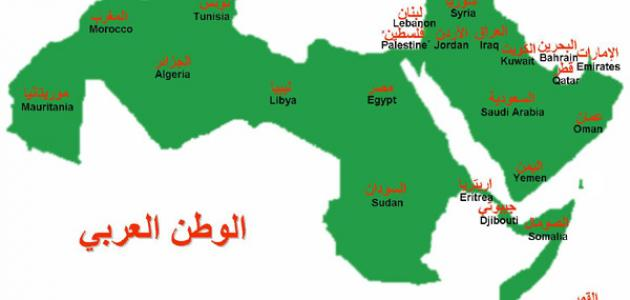 سوريا
Syria
تونس
Tunisia
لبنان
Lebanon
المغرب
Morocco
فلسطين
Palestine
الأردن
Jordan
العراق
Iraq
الكويت
Kuwait
البحرين
Bahrain
الإمارات
Emirates
قطر
Qatar
الجزائر
Algeria
ليبيا
Libya
مصر
Egypt
السعودية
Saudi Arabia
موريتانيا
Mauritania
عمان
Oman
اليمن
Yemen
السودان
Sudan
اريتريا
Eritrea
جيبوتي
Djibouti
الصومال
Somalia
الوطن العربي
القمر